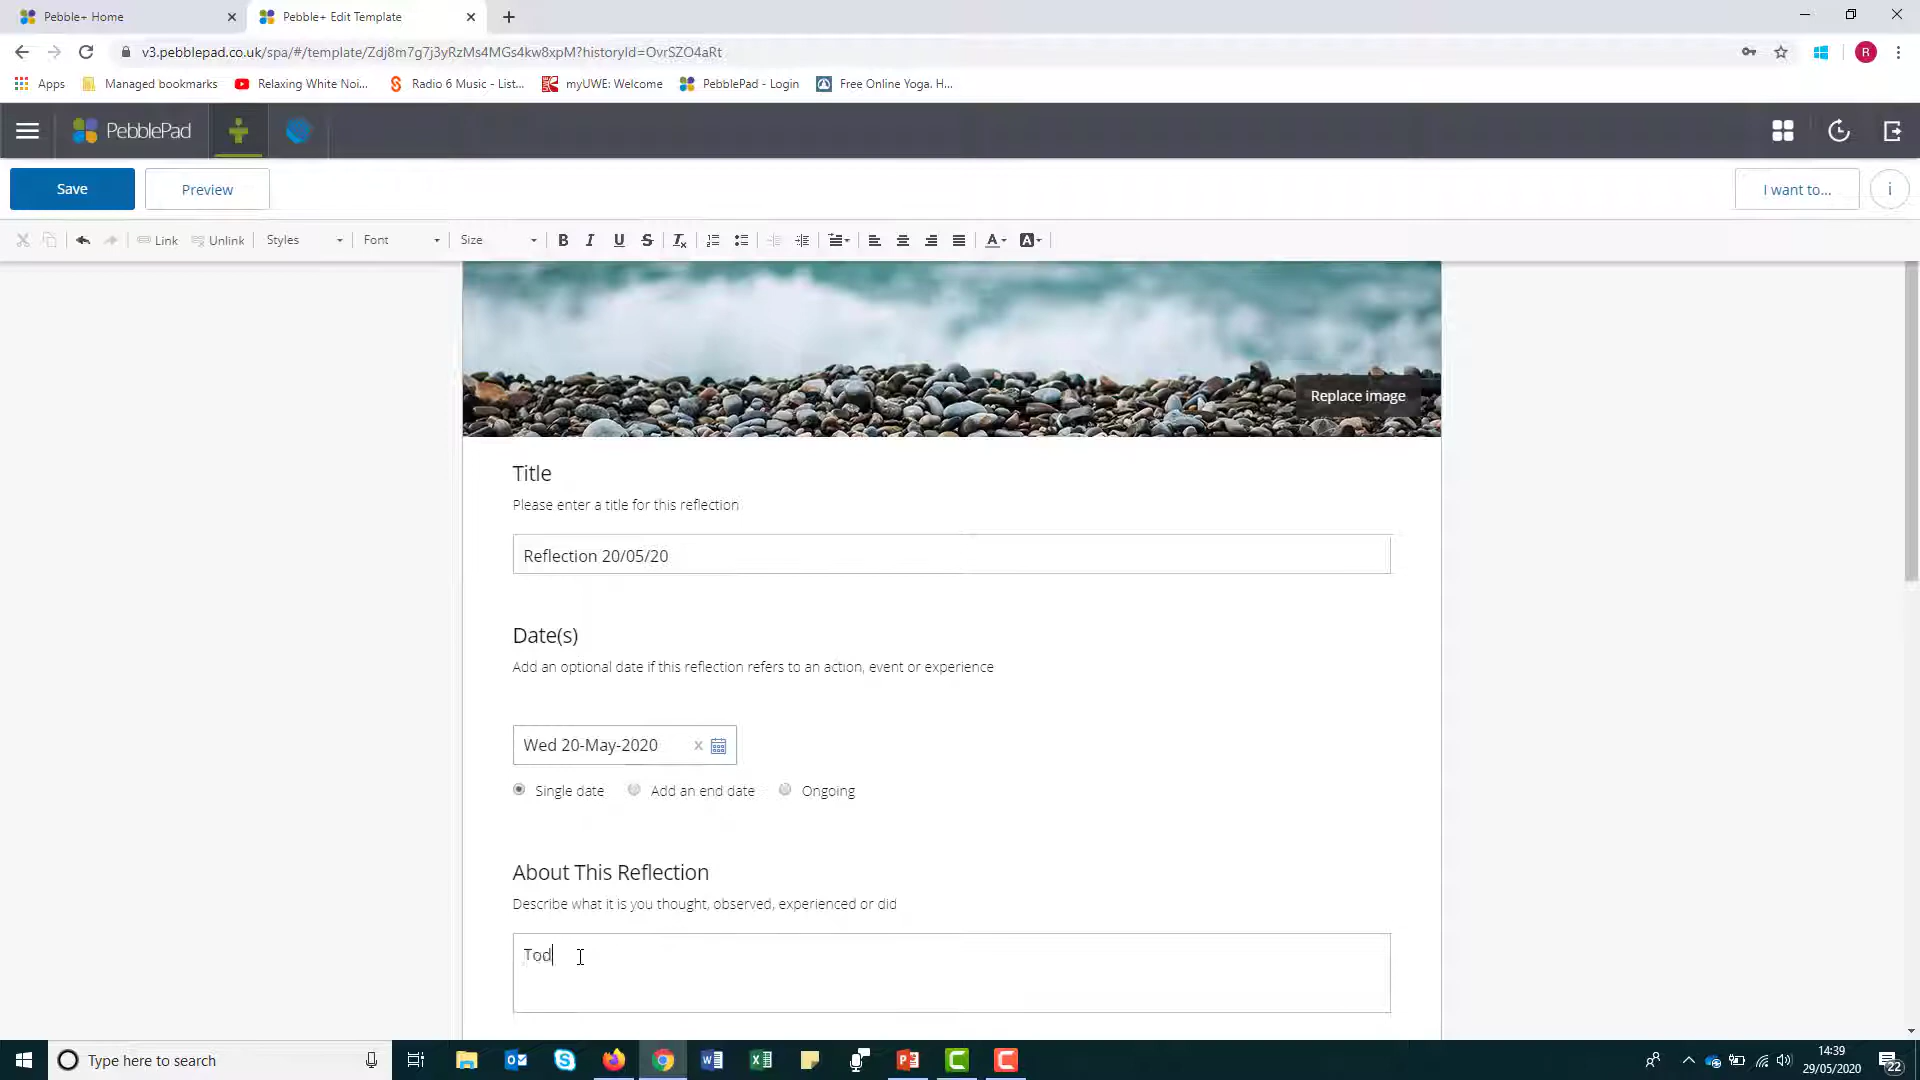 Pebble+ Home
Pebble+ Edit Template
v3.pebblepad.co.uk/spa/#/template/Zdj8m7g7j3yRzMs4MGs4kw8xpM?historyId=OvrSZO4aRt
R
Apps
Managed bookmarks
Relaxing White Noi...
Radio 6 Music - List...
myUWE: Welcome
PebblePad - Login
Free Online Yoga. H...
PebblePad
Save
Preview
I want to...
i
Link
Unlink
Styles
Font
Size
B
I
U
S
Replace image
Title
Please enter a title for this reflection
Reflection 20/05/20
Date(s)
Add an optional date if this reflection refers to an action, event or experience
Wed 20-May-2020
x
Single date
Add an end date
Ongoing
About This Reflection
Describe what it is you thought, observed, experienced or did
Tod
Type here to search
14:39
29/05/2020
22